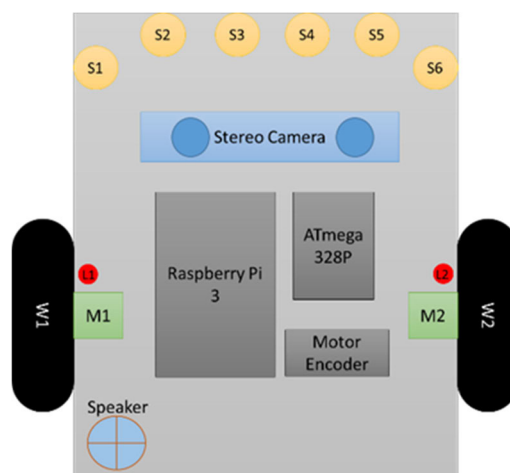 S2
S3
S4
S5
S1
S6
Stereo Camera
ATmega
328P
Raspberry Pi
3
L1
L2
W1
M1
M2
W2
Motor
Encoder
Speaker